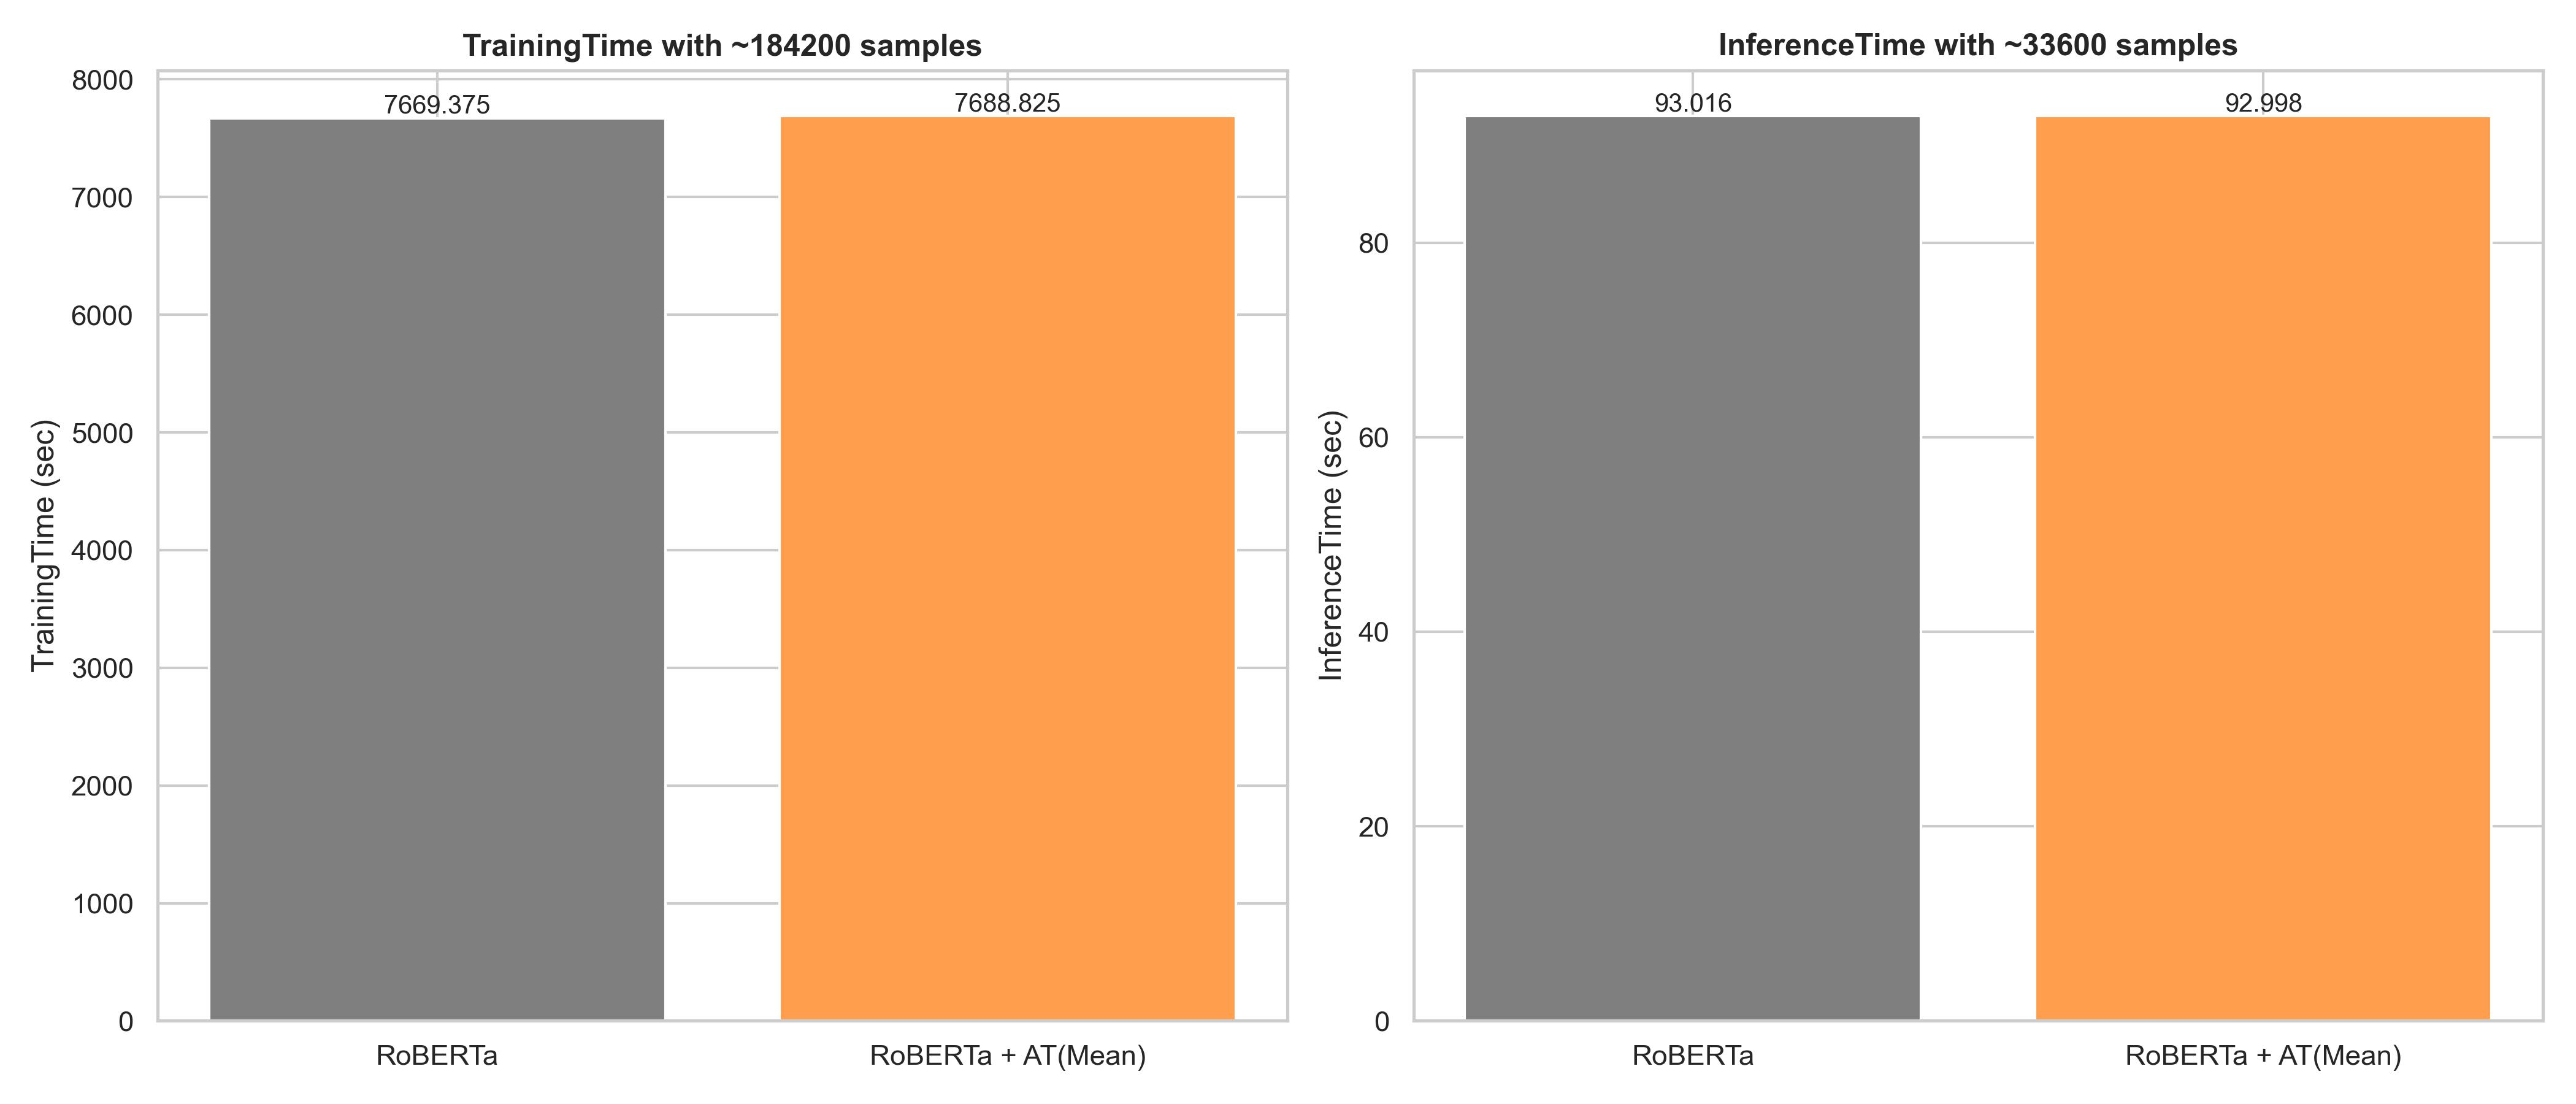 TrainingTime with ~184200 samples
TrainingTime (sec)
8000
7000
6000
5000
4000
3000
2000
1000
0
7669.375
7688.825
RoBERTa
RoBERTa + AT(Mean)
InferenceTime with ~33600 samples
InferenceTime (sec)
80
60
40
20
0
93.016
92.998
RoBERTa
RoBERTa + AT(Mean)